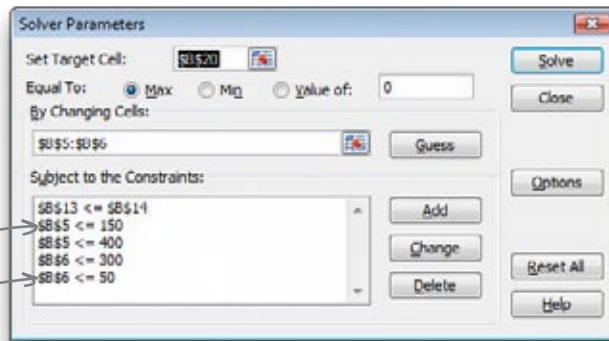 Solver Parameters
Set Target Cell: $B$20
Solve
Equal To: Max Min Value of: 0
Close
By Changing Cells:
$B$5:$B$6
Guess
Subject to the Constraints:
Options
$B$13 <= $B$14
Add
$B$5 <= 150
$B$5 <= 400
Change
$B$6 <= 300
Reset All
$B$6 <= 50
Delete
Help